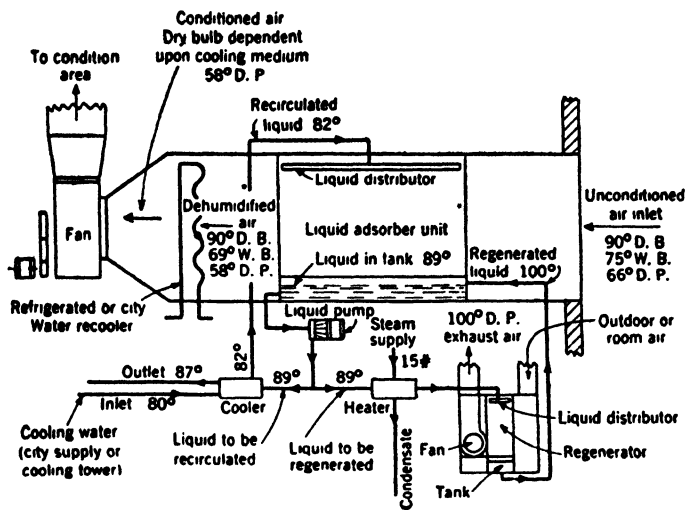 Conditioned air
Dry bulb dependent
upon cooling medium
58° D. P
To condition
area
Recirculated
liquid 82°
Liquid distributor
Dehumidified
air
90° D. B.
69° W. B.
58° D. P.
Liquid adsorber unit
Liquid in tank 89°
Unconditioned
air inlet
90° D. B
75° W. B.
66° D. P.
Regenerated
liquid 100°
Fan
Refrigerated or city
Water recooler
Liquid pump
Steam
supply
15#
100° D. P.
exhaust air
Outdoor or
room air
82°
Outlet 87°
Inlet 80°
Cooler
89°
89°
Heater
Cooling water
(city supply or
cooling tower)
Liquid to be
recirculated
Liquid to be
regenerated
Condensate
Fan
Tank
Liquid distributor
Regenerator